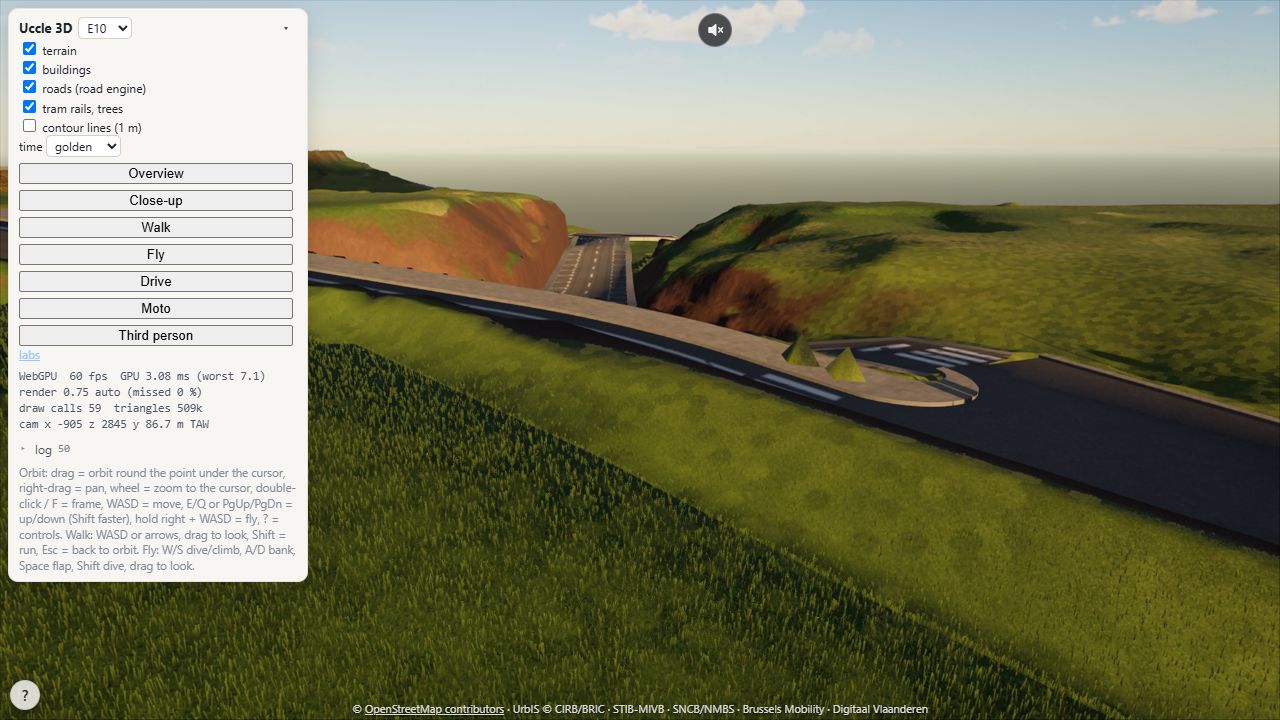 Uccle 3D E10
terrain
buildings
roads (road engine)
tram rails, trees
contour lines (1 m)
time golden
Overview
Close-up
Walk
Fly
Drive
Moto
Third person
labs
WebGPU 60 fps GPU 3.08 ms (worst 7.1)
render 0.75 auto (missed 0 %)
draw calls 59 triangles 509k
cam x -905 z 2845 y 86.7 m TAW
log 50
Orbit: drag = orbit round the point under the cursor,
right-drag = pan, wheel = zoom to the cursor, double-
click / F = frame, WASD = move, E/Q or PgUp/PgDn =
up/down (Shift faster), hold right + WASD = fly, ? =
controls. Walk: WASD or arrows, drag to look, Shift =
run, Esc = back to orbit. Fly: W/S dive/climb, A/D bank,
Space flap, Shift dive, drag to look.
?
© OpenStreetMap contributors · UrbIS © CIRB/BRIC · STIB-MIVB · SNCB/NMBS · Brussels Mobility · Digitaal Vlaanderen